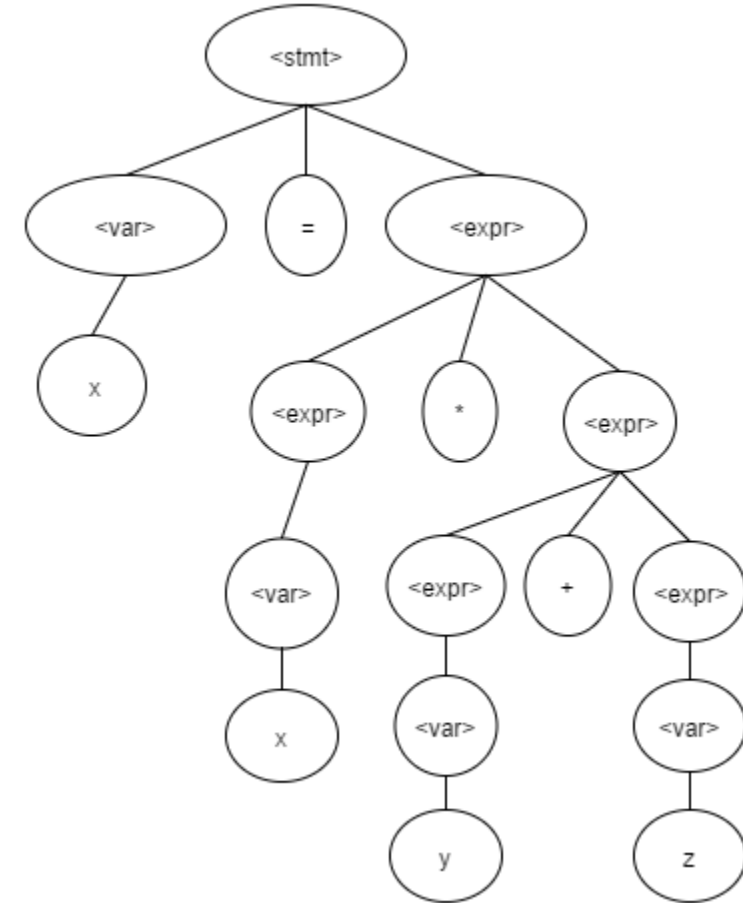 <stmt>
<var> = <expr>
x
<expr> * <expr>
<var> <expr> + <expr>
x <var> <var>
y z